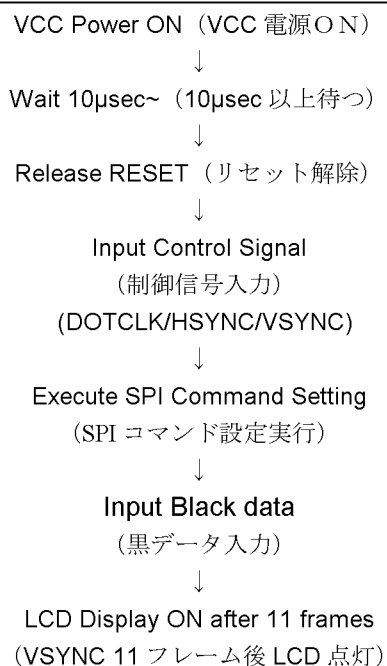 VCC Power ON（VCC 電源ＯＮ）
↓
Wait 10μsec~（10μsec 以上待つ）
↓
Release RESET（リセット解除）
↓
Input Control Signal
（制御信号入力）
(DOTCLK/HSYNC/VSYNC)
↓
Execute SPI Command Setting
（SPI コマンド設定実行）
↓
Input Black data
（黒データ入力）
↓
LCD Display ON after 11 frames
（VSYNC 11 フレーム後 LCD 点灯）